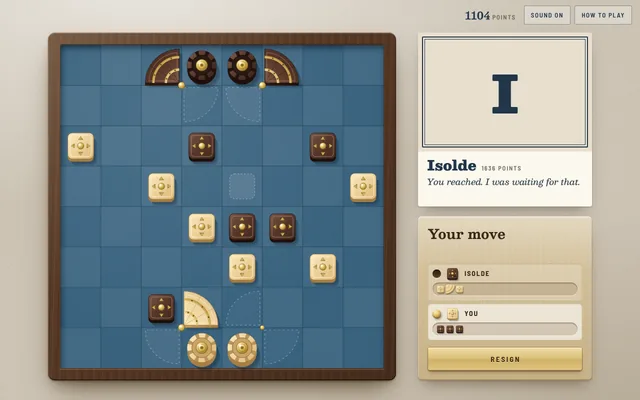 1104 POINTS
SOUND ON
HOW TO PLAY
I
Isolde 1636 POINTS
You reached. I was waiting for that.
Your move
ISOLDE
YOU
RESIGN